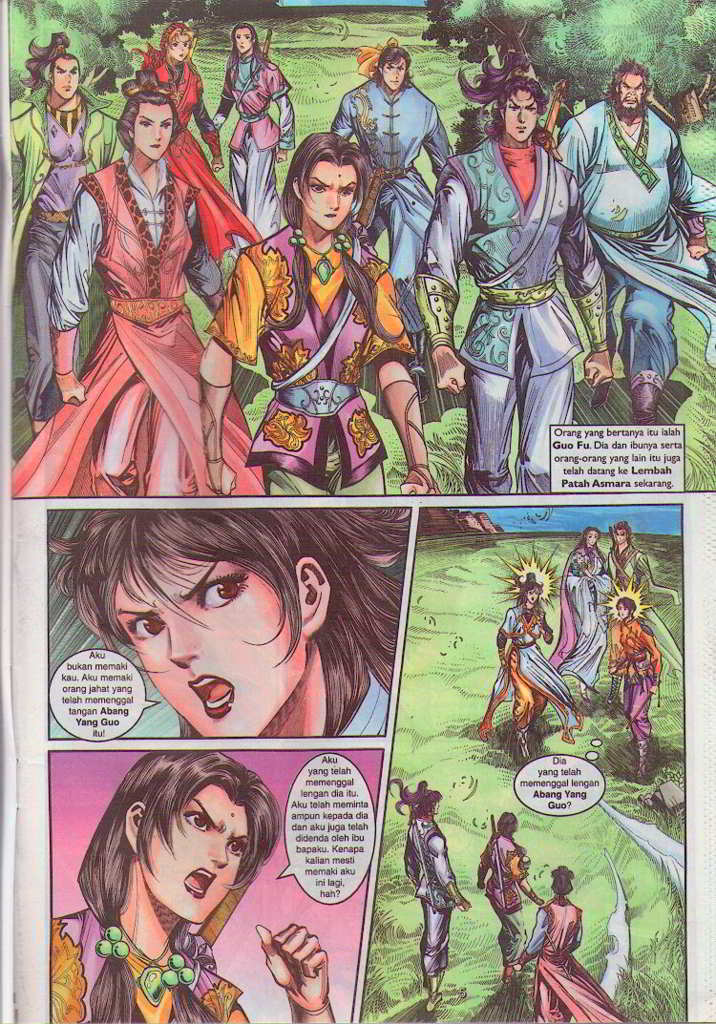 Orang yang bertanya itu ialah
Guo Fu. Dia dan ibunya serta
orang-orang yang lain itu juga
telah datang ke Lembah
Patah Asmara sekarang.
Aku
bukan memaki
kau. Aku memaki
orang jahat yang
telah memenggal
tangan Abang
Yang Guo
itu!
Aku
yang telah
memenggal
lengan dia itu.
Aku telah meminta
ampun kepada dia
dan aku juga telah
didenda oleh ibu
bapaku. Kenapa
kalian mesti
memaki aku
ini lagi,
hah?
Dia
yang telah
memenggal lengan
Abang Yang
Guo?